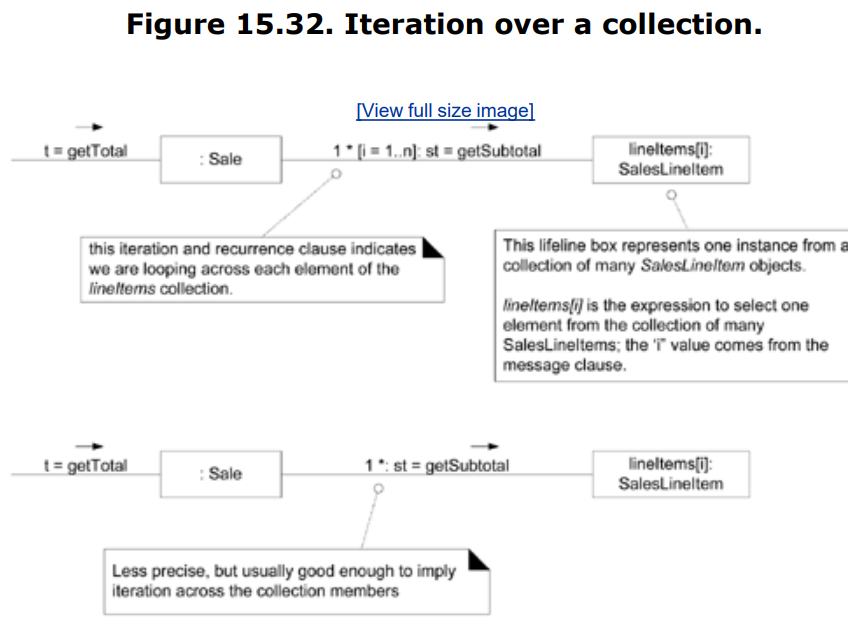 Figure 15.32. Iteration over a collection.
[View full size image]
t = getTotal
: Sale
1 * [i = 1..n]: st = getSubtotal
lineItems[i]:
SalesLineItem
this iteration and recurrence clause indicates
we are looping across each element of the
lineItems collection.
This lifeline box represents one instance from a
collection of many SalesLineItem objects.
lineItems[i] is the expression to select one
element from the collection of many
SalesLineItems; the 'i" value comes from the
message clause.
t = getTotal
: Sale
1 *: st = getSubtotal
lineItems[i]:
SalesLineItem
Less precise, but usually good enough to imply
iteration across the collection members